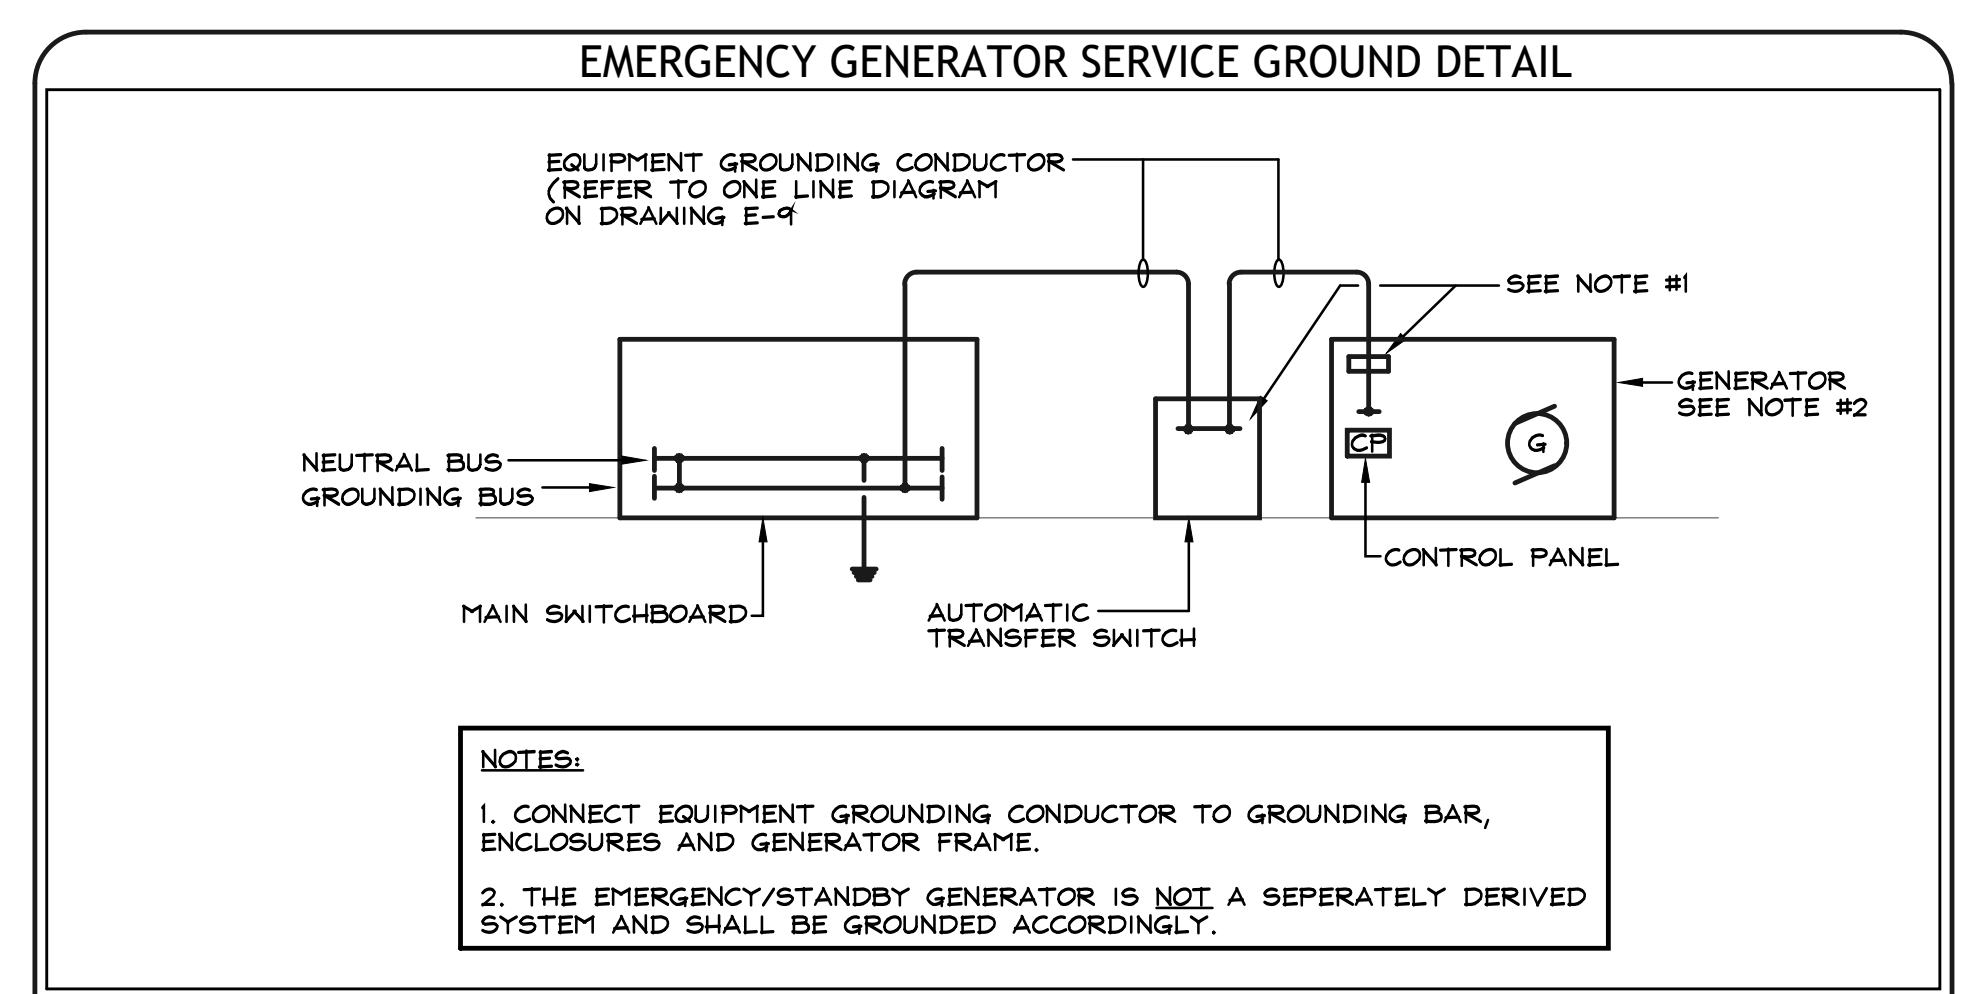 EMERGENCY GENERATOR SERVICE GROUND DETAIL
EQUIPMENT GROUNDING CONDUCTOR
(REFER TO ONE LINE DIAGRAM
ON DRAWING E-9
SEE NOTE #1
GENERATOR
SEE NOTE #2
CP
G
NEUTRAL BUS
GROUNDING BUS
CONTROL PANEL
MAIN SWITCHBOARD
AUTOMATIC
TRANSFER SWITCH
NOTES:
1. CONNECT EQUIPMENT GROUNDING CONDUCTOR TO GROUNDING BAR,
ENCLOSURES AND GENERATOR FRAME.
2. THE EMERGENCY/STANDBY GENERATOR IS NOT A SEPERATELY DERIVED
SYSTEM AND SHALL BE GROUNDED ACCORDINGLY.